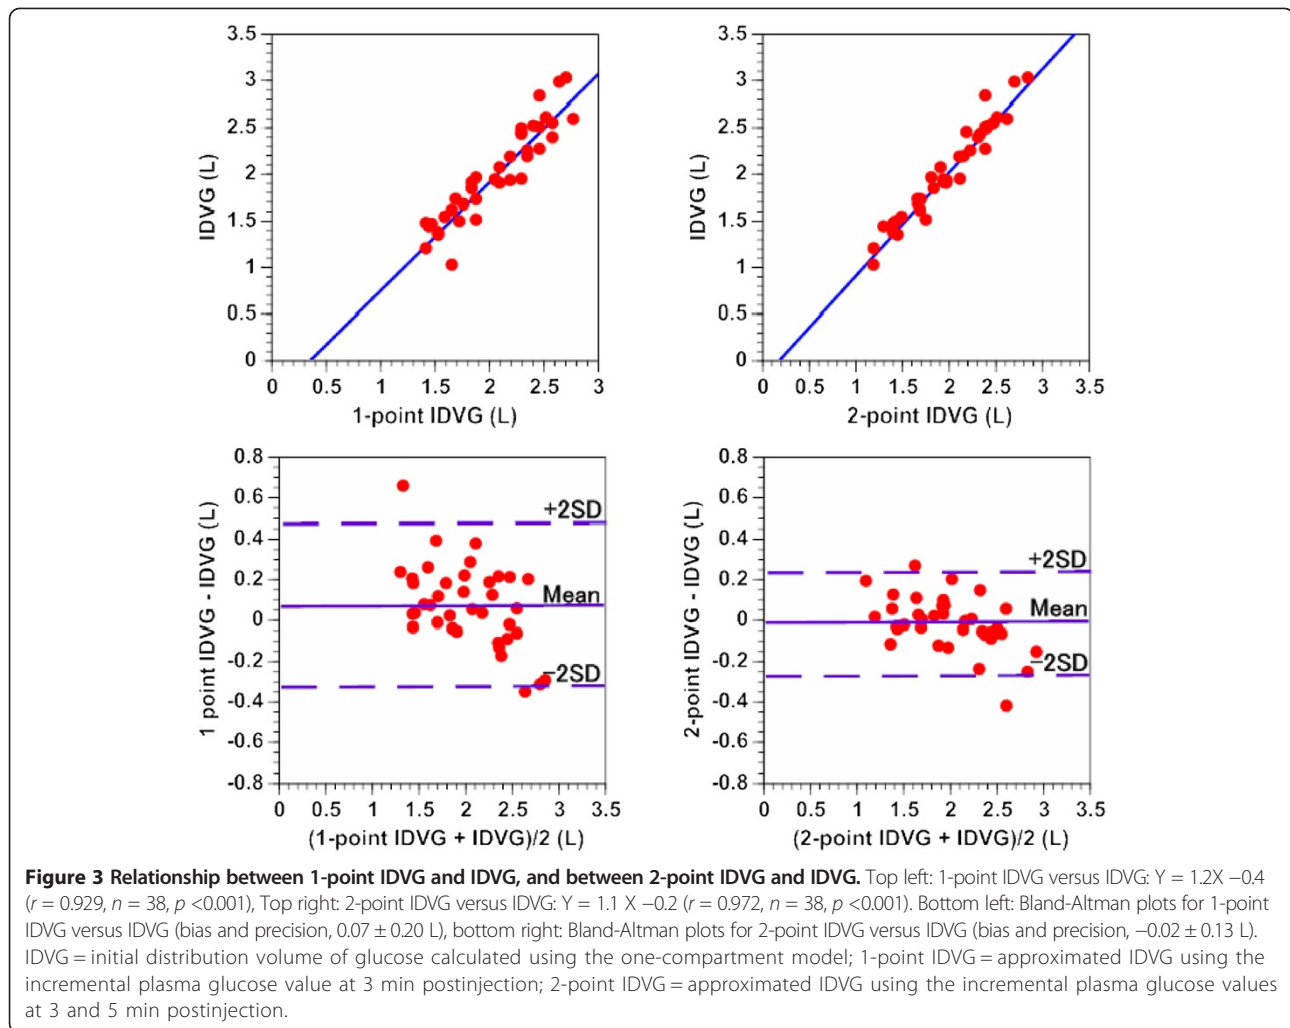 3.5
3
2.5
2
1.5
1
0.5
0
IDVG (L)
0 0.5 1 1.5 2 2.5 3
1-point IDVG (L)
3.5
3
2.5
2
1.5
1
0.5
0
IDVG (L)
0 0.5 1 1.5 2 2.5 3 3.5
2-point IDVG (L)
0.8
0.6
0.4
0.2
0
-0.2
-0.4
-0.6
-0.8
1 point IDVG - IDVG (L)
+2SD
Mean
−2SD
0 0.5 1 1.5 2 2.5 3 3.5
(1-point IDVG + IDVG)/2 (L)
0.8
0.6
0.4
0.2
0
-0.2
-0.4
-0.6
-0.8
2-point IDVG - IDVG (L)
+2SD
Mean
−2SD
0 0.5 1 1.5 2 2.5 3 3.5
(2-point IDVG + IDVG)/2 (L)
Figure 3 Relationship between 1-point IDVG and IDVG, and between 2-point IDVG and IDVG. Top left: 1-point IDVG versus IDVG: Y = 1.2X −0.4
(r = 0.929, n = 38, p <0.001), Top right: 2-point IDVG versus IDVG: Y = 1.1 X −0.2 (r = 0.972, n = 38, p <0.001). Bottom left: Bland-Altman plots for 1-point
IDVG versus IDVG (bias and precision, 0.07 ± 0.20 L), bottom right: Bland-Altman plots for 2-point IDVG versus IDVG (bias and precision, −0.02 ± 0.13 L).
IDVG = initial distribution volume of glucose calculated using the one-compartment model; 1-point IDVG = approximated IDVG using the
incremental plasma glucose value at 3 min postinjection; 2-point IDVG = approximated IDVG using the incremental plasma glucose values
at 3 and 5 min postinjection.